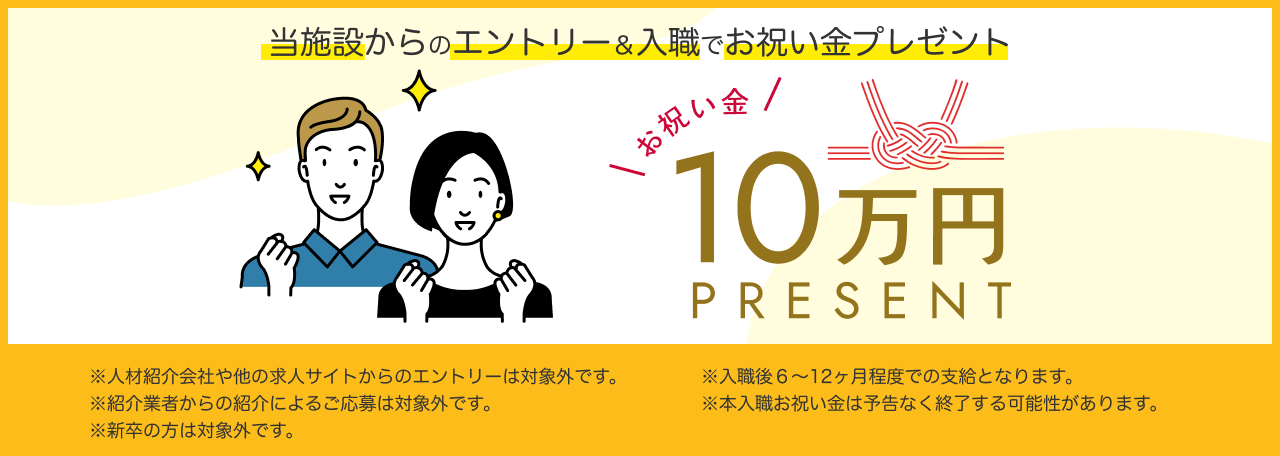 当施設からのエントリー＆入職でお祝い金プレゼント
お祝い金
10万円
PRESENT
※人材紹介会社や他の求人サイトからのエントリーは対象外です。
※紹介業者からの紹介によるご応募は対象外です。
※新卒の方は対象外です。
※入職後６〜12ヶ月程度での支給となります。
※本入職お祝い金は予告なく終了する可能性があります。